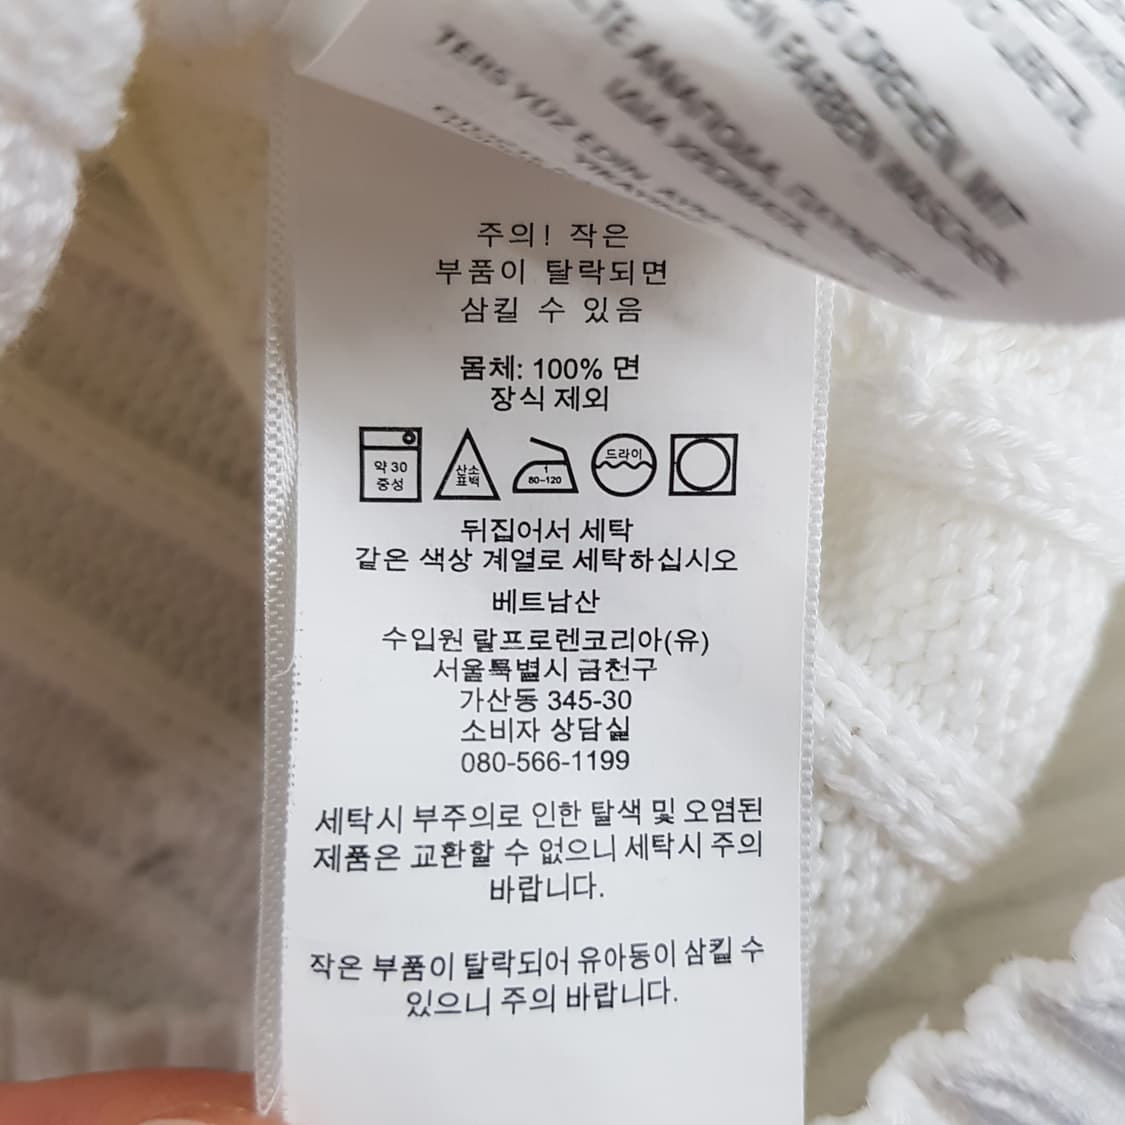 TERS YÜZ EDİN, AYNI
주의! 작은
부품이 탈락되면
삼킬 수 있음
몸체: 100% 면
장식 제외
약 30
중성
산소
표백
1
80~120
드라이
뒤집어서 세탁
같은 색상 계열로 세탁하십시오
베트남산
수입원 랄프로렌코리아(유)
서울특별시 금천구
가산동 345-30
소비자 상담실
080-566-1199
세탁시 부주의로 인한 탈색 및 오염된
제품은 교환할 수 없으니 세탁시 주의
바랍니다.
작은 부품이 탈락되어 유아동이 삼킬 수
있으니 주의 바랍니다.